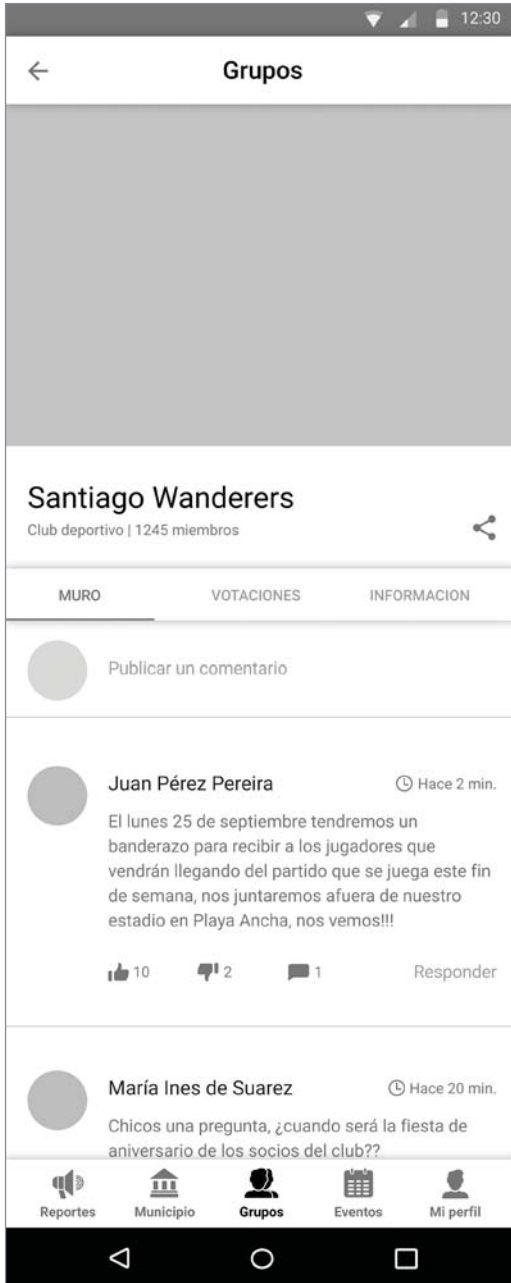 12:30
Grupos
Santiago Wanderers
Club deportivo | 1245 miembros
MURO VOTACIONES INFORMACION
Publicar un comentario
Juan Pérez Pereira Hace 2 min.
El lunes 25 de septiembre tendremos un
banderazo para recibir a los jugadores que
vendrán llegando del partido que se juega este fin
de semana, nos juntaremos afuera de nuestro
estadio en Playa Ancha, nos vemos!!!
10 2 1 Responder
María Ines de Suarez Hace 20 min.
Chicos una pregunta, ¿cuando será la fiesta de
aniversario de los socios del club??
Reportes Municipio Grupos Eventos Mi perfil